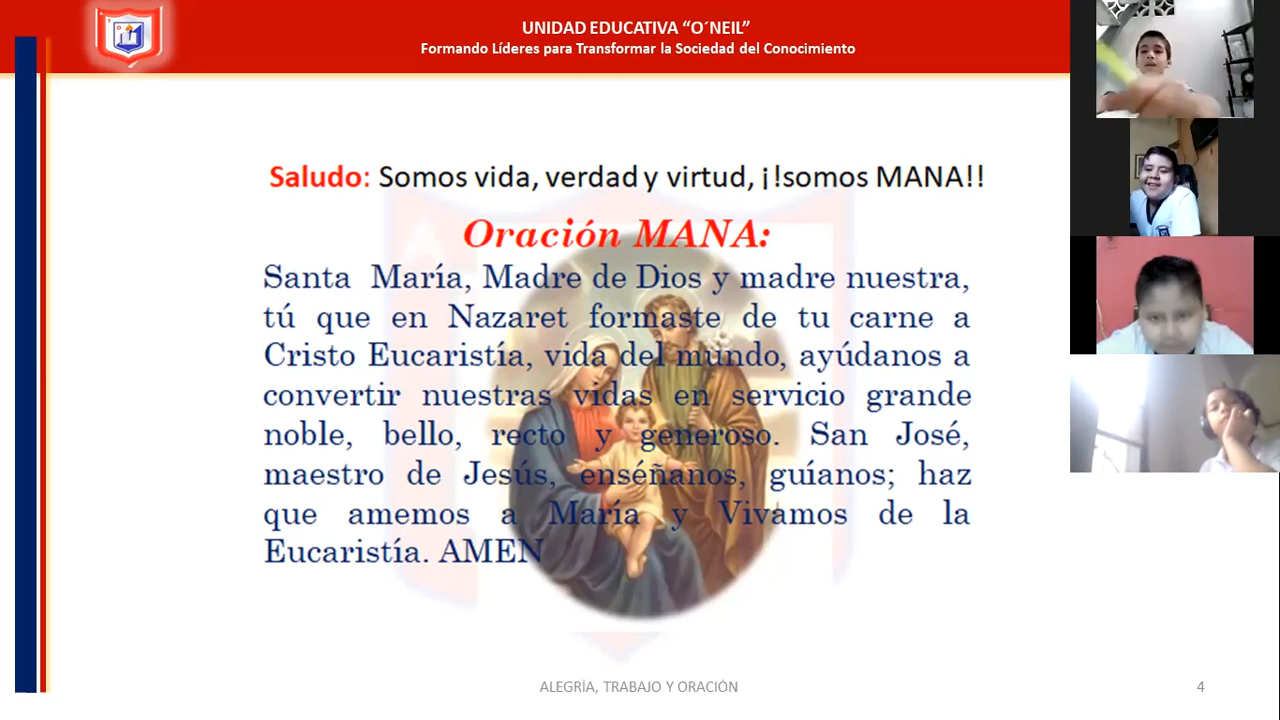 UNIDAD EDUCATIVA “O´NEIL”
Formando Líderes para Transformar la Sociedad del Conocimiento
Saludo: Somos vida, verdad y virtud, ¡!somos MANA!!
Oración MANA:
Santa María, Madre de Dios y madre nuestra,
tú que en Nazaret formaste de tu carne a
Cristo Eucaristía, vida del mundo, ayúdanos a
convertir nuestras vidas en servicio grande
noble, bello, recto y generoso. San José,
maestro de Jesús, enséñanos, guíanos; haz
que amemos a María y Vivamos de la
Eucaristía. AMEN
ALEGRÍA, TRABAJO Y ORACIÓN
4